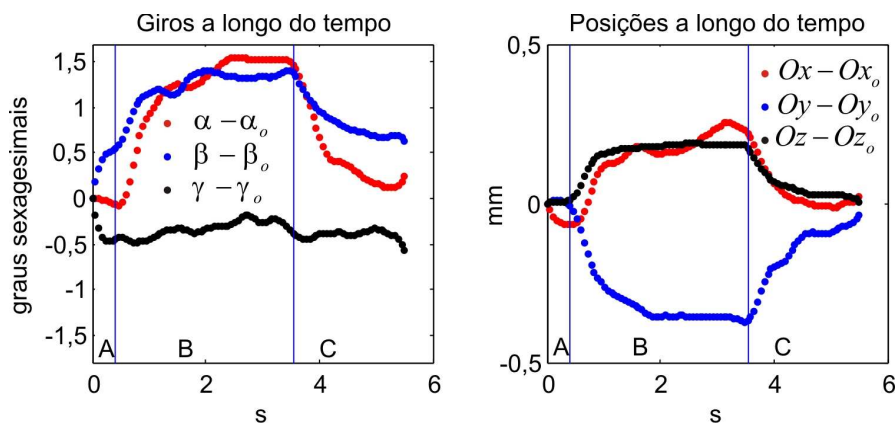 Giros a longo do tempo
1,5
1
0,5
0
-0,5
-1
-1,5
graus sexagesimais
α – αo
β – βo
γ – γo
A
B
C
0
2
4
6
s
Posições a longo do tempo
0,5
0
-0,5
mm
Ox – Oxo
Oy – Oyo
Oz – Ozo
A
B
C
0
2
4
6
s